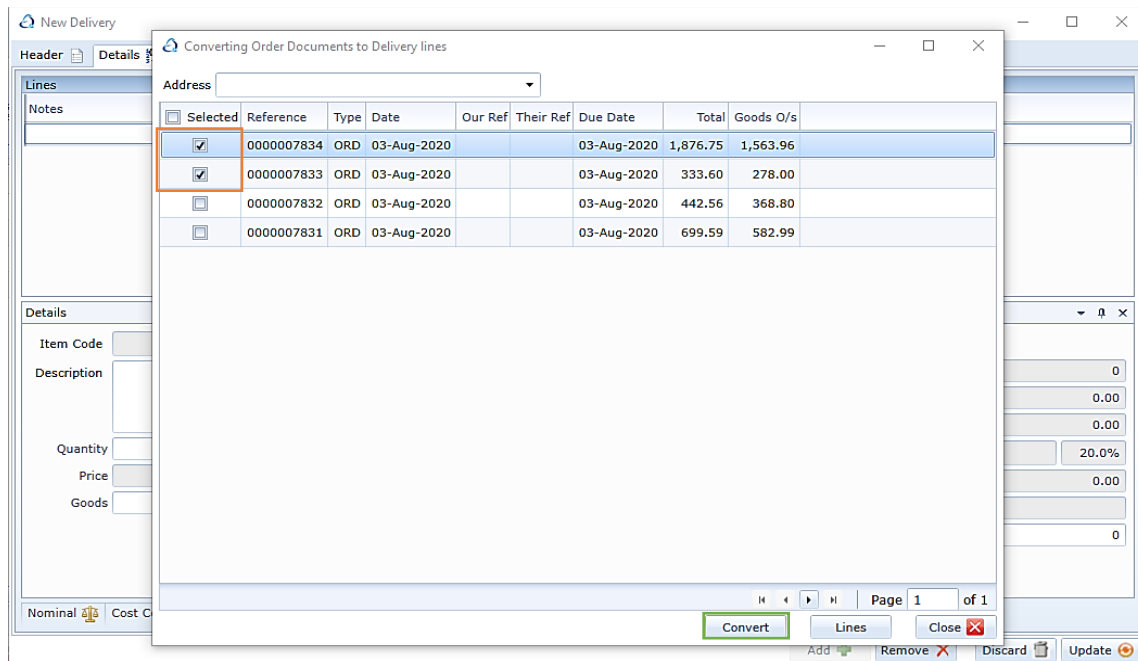 New Delivery
Header Details
Converting Order Documents to Delivery lines
Lines
Notes
Address
Selected Reference Type Date Our Ref Their Ref Due Date Total Goods O/s
0000007834 ORD 03-Aug-2020 03-Aug-2020 1,876.75 1,563.96
0000007833 ORD 03-Aug-2020 03-Aug-2020 333.60 278.00
0000007832 ORD 03-Aug-2020 03-Aug-2020 442.56 368.80
0000007831 ORD 03-Aug-2020 03-Aug-2020 699.59 582.99
Details
Item Code
Description 0
0.00
0.00
Quantity 20.0%
Price 0.00
Goods
0
Page 1 of 1
Nominal Cost C
Convert Lines Close
Add Remove Discard Update